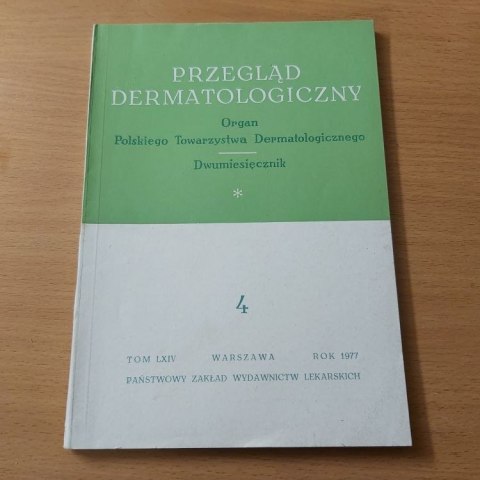 PRZEGLĄD
DERMATOLOGICZNY
Organ
Polskiego Towarzystwa Dermatologicznego
Dwumiesięcznik
*
4
TOM LXIV WARSZAWA ROK 1977
PAŃSTWOWY ZAKŁAD WYDAWNICTW LEKARSKICH